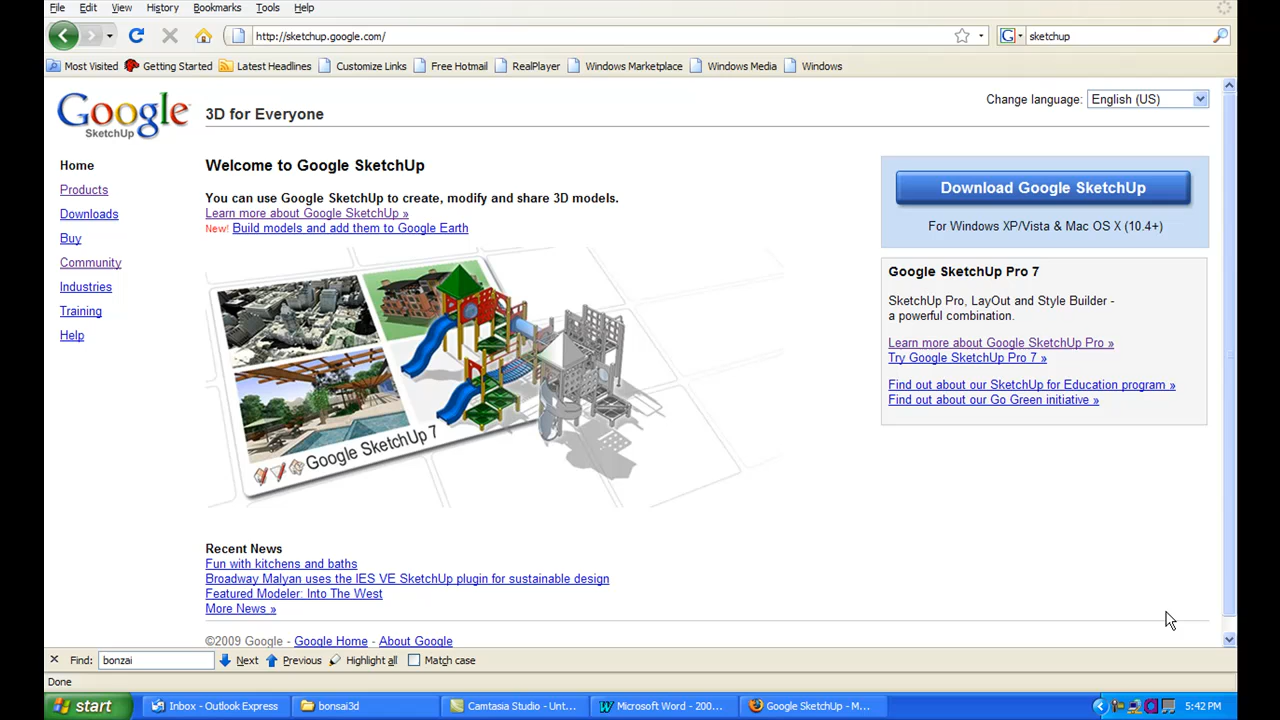 File Edit View History Bookmarks Tools Help
http://sketchup.google.com/
G sketchup
Most Visited Getting Started Latest Headlines Customize Links Free Hotmail RealPlayer Windows Marketplace Windows Media Windows
Google
SketchUp
3D for Everyone
Change language: English (US)
Home
Products
Downloads
Buy
Community
Industries
Training
Help
Welcome to Google SketchUp
You can use Google SketchUp to create, modify and share 3D models.
Learn more about Google SketchUp »
New! Build models and add them to Google Earth
Google SketchUp 7
Download Google SketchUp
For Windows XP/Vista & Mac OS X (10.4+)
Google SketchUp Pro 7
SketchUp Pro, LayOut and Style Builder -
a powerful combination.
Learn more about Google SketchUp Pro »
Try Google SketchUp Pro 7 »
Find out about our SketchUp for Education program »
Find out about our Go Green initiative »
Recent News
Fun with kitchens and baths
Broadway Malyan uses the IES VE SketchUp plugin for sustainable design
Featured Modeler: Into The West
More News »
©2009 Google - Google Home - About Google
Find: bonzai Next Previous Highlight all Match case
Done
start Inbox - Outlook Express bonsai3d Camtasia Studio - Unt... Microsoft Word - 200... Google SketchUp - M... 5:42 PM